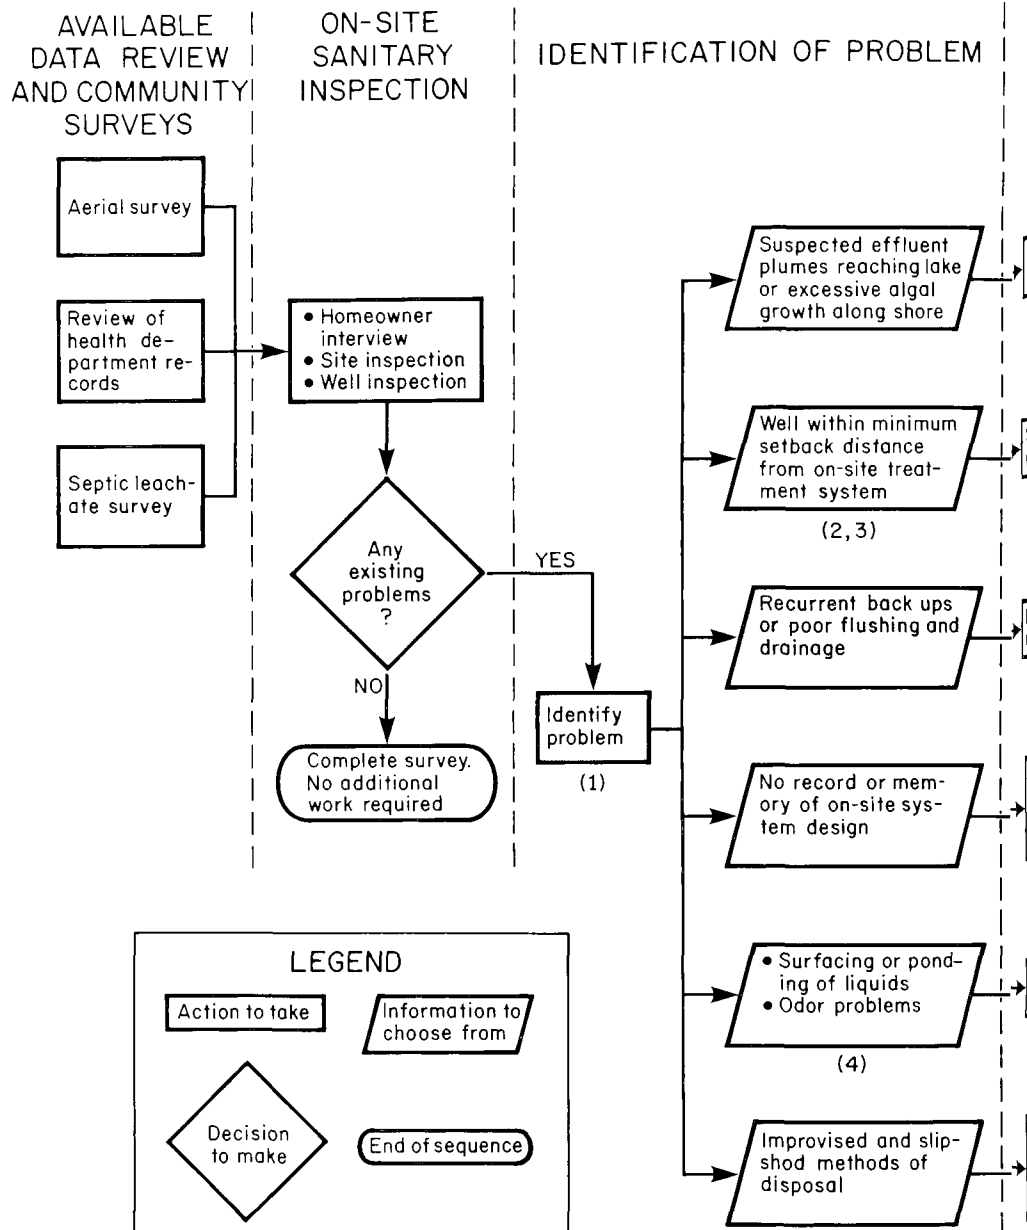 AVAILABLE
DATA REVIEW
AND COMMUNITY
SURVEYS
ON-SITE
SANITARY
INSPECTION
IDENTIFICATION OF PROBLEM
Aerial survey
Review of
health de-
partment re-
cords
Septic leach-
ate survey
• Homeowner
interview
• Site inspection
• Well inspection
Any
existing
problems
?
YES
NO
Complete survey.
No additional
work required
Identify
problem
(1)
Suspected effluent
plumes reaching lake
or excessive algal
growth along shore
Well within minimum
setback distance
from on-site treat-
ment system
(2,3)
Recurrent back ups
or poor flushing and
drainage
No record or mem-
ory of on-site sys-
tem design
• Surfacing or pond-
ing of liquids
• Odor problems
(4)
Improvised and slip-
shod methods of
disposal
LEGEND
Action to take
Information to
choose from
Decision
to make
End of sequence